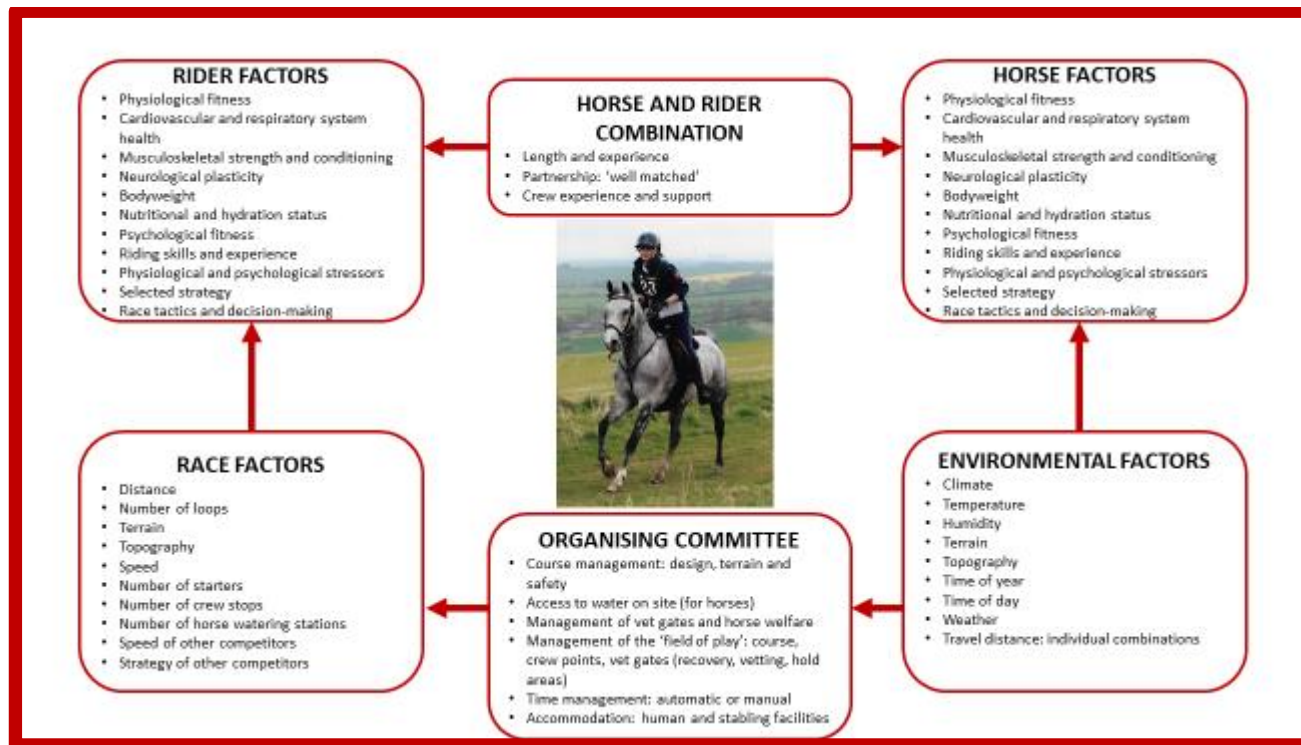 RIDER FACTORS
• Physiological fitness
• Cardiovascular and respiratory system
health
• Musculoskeletal strength and conditioning
• Neurological plasticity
• Bodyweight
• Nutritional and hydration status
• Psychological fitness
• Riding skills and experience
• Physiological and psychological stressors
• Selected strategy
• Race tactics and decision-making
HORSE AND RIDER
COMBINATION
• Length and experience
• Partnership: ‘well matched’
• Crew experience and support
HORSE FACTORS
• Physiological fitness
• Cardiovascular and respiratory system
health
• Musculoskeletal strength and conditioning
• Neurological plasticity
• Bodyweight
• Nutritional and hydration status
• Psychological fitness
• Riding skills and experience
• Physiological and psychological stressors
• Selected strategy
• Race tactics and decision-making
RACE FACTORS
• Distance
• Number of loops
• Terrain
• Topography
• Speed
• Number of starters
• Number of crew stops
• Number of horse watering stations
• Speed of other competitors
• Strategy of other competitors
ORGANISING COMMITTEE
• Course management: design, terrain and
safety
• Access to water on site (for horses)
• Management of vet gates and horse welfare
• Management of the ‘field of play’: course,
crew points, vet gates (recovery, vetting, hold
areas)
• Time management: automatic or manual
• Accommodation: human and stabling facilities
ENVIRONMENTAL FACTORS
• Climate
• Temperature
• Humidity
• Terrain
• Topography
• Time of year
• Time of day
• Weather
• Travel distance: individual combinations